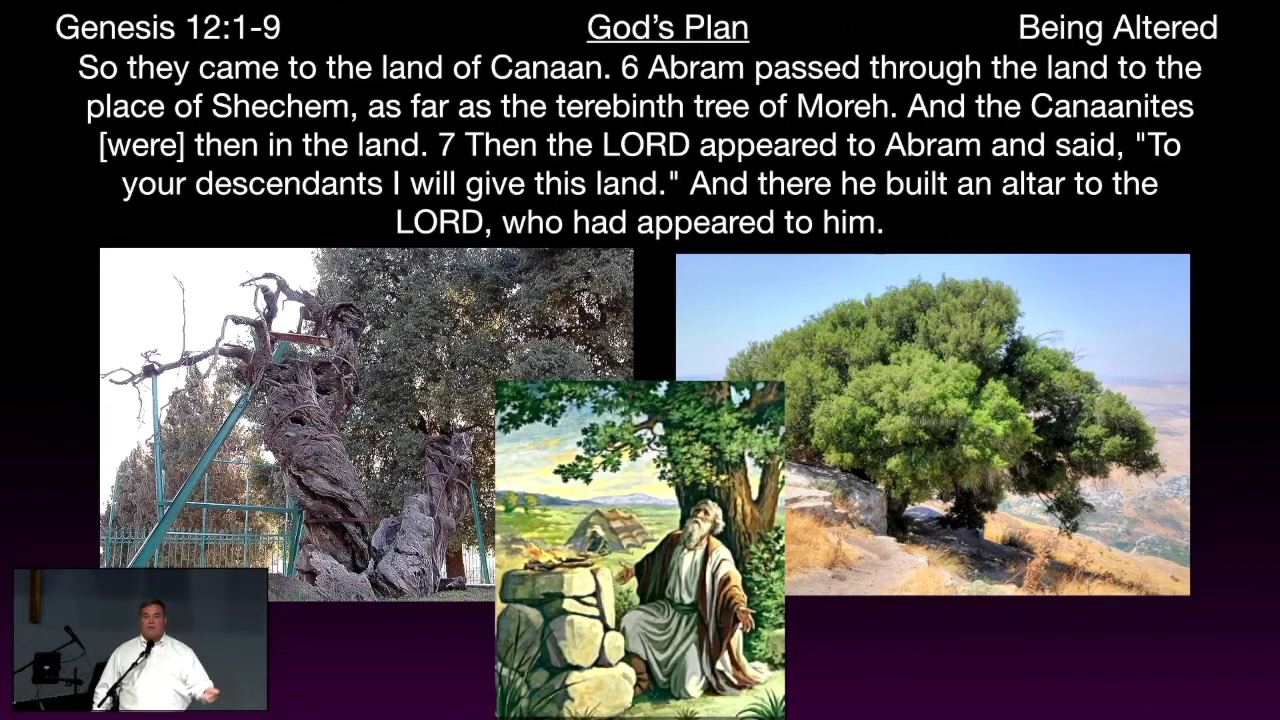 Genesis 12:1-9 God's Plan Being Altered
So they came to the land of Canaan. 6 Abram passed through the land to the
place of Shechem, as far as the terebinth tree of Moreh. And the Canaanites
[were] then in the land. 7 Then the LORD appeared to Abram and said, "To
your descendants I will give this land." And there he built an altar to the
LORD, who had appeared to him.